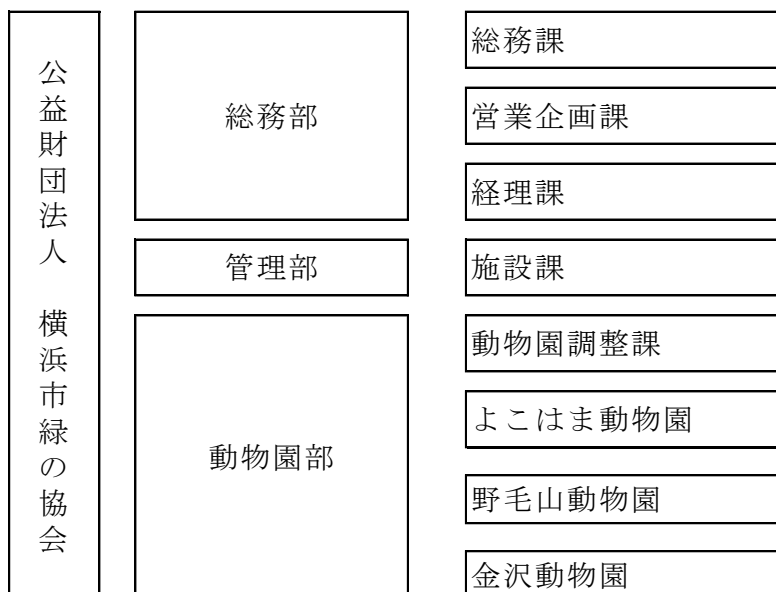 公益財団法人 横浜市緑の協会
総務部
総務課
営業企画課
経理課
管理部
施設課
動物園部
動物園調整課
よこはま動物園
野毛山動物園
金沢動物園